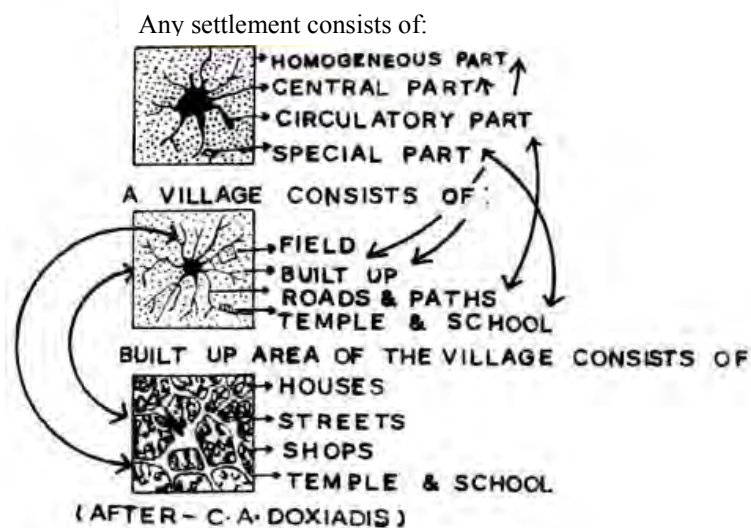 Any settlement consists of:
HOMOGENEOUS PART
CENTRAL PART
CIRCULATORY PART
SPECIAL PART
A VILLAGE CONSISTS OF:
FIELD
BUILT UP
ROADS & PATHS
TEMPLE & SCHOOL
BUILT UP AREA OF THE VILLAGE CONSISTS OF
HOUSES
STREETS
SHOPS
TEMPLE & SCHOOL
(AFTER - C.A. DOXIADIS)